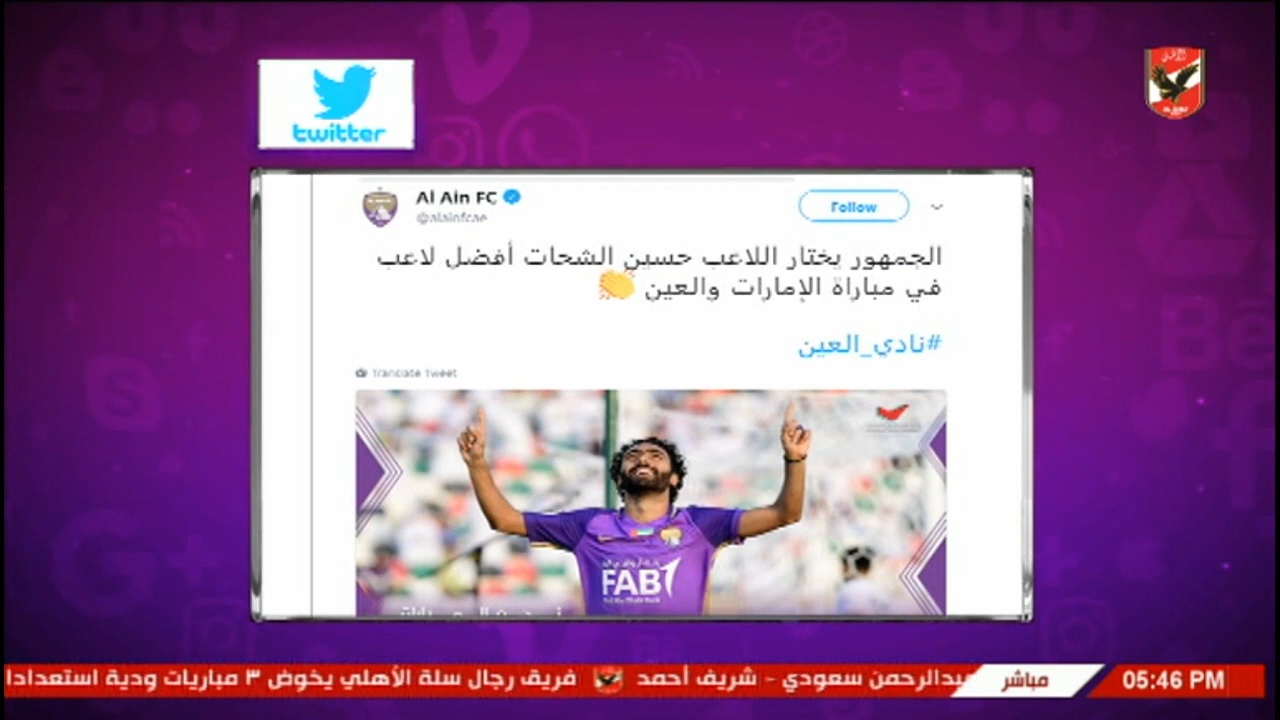 twitter
Al Ain FC
@alainfcae
Follow
الجمهور يختار اللاعب حسين الشحات أفضل لاعب
في مباراة الإمارات والعين 👏
#نادي_العين
Translate Tweet
FAB
عبدالرحمن سعودي - شريف أحمد فريق رجال سلة الأهلي يخوض ٣ مباريات ودية استعدادا
مباشر
05:46 PM